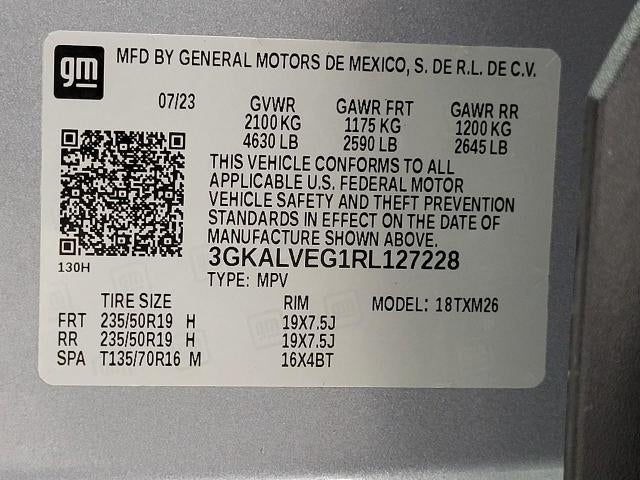 gm MFD BY GENERAL MOTORS DE MEXICO, S. DE R.L. DE C.V.
07/23 GVWR GAWR FRT GAWR RR
2100 KG 1175 KG 1200 KG
4630 LB 2590 LB 2645 LB
THIS VEHICLE CONFORMS TO ALL
APPLICABLE U.S. FEDERAL MOTOR
VEHICLE SAFETY AND THEFT PREVENTION
STANDARDS IN EFFECT ON THE DATE OF
MANUFACTURE SHOWN ABOVE.
3GKALVEG1RL127228
130H
TYPE: MPV
TIRE SIZE RIM MODEL: 18TXM26
FRT 235/50R19 H 19X7.5J
RR 235/50R19 H 19X7.5J
SPA T135/70R16 M 16X4BT